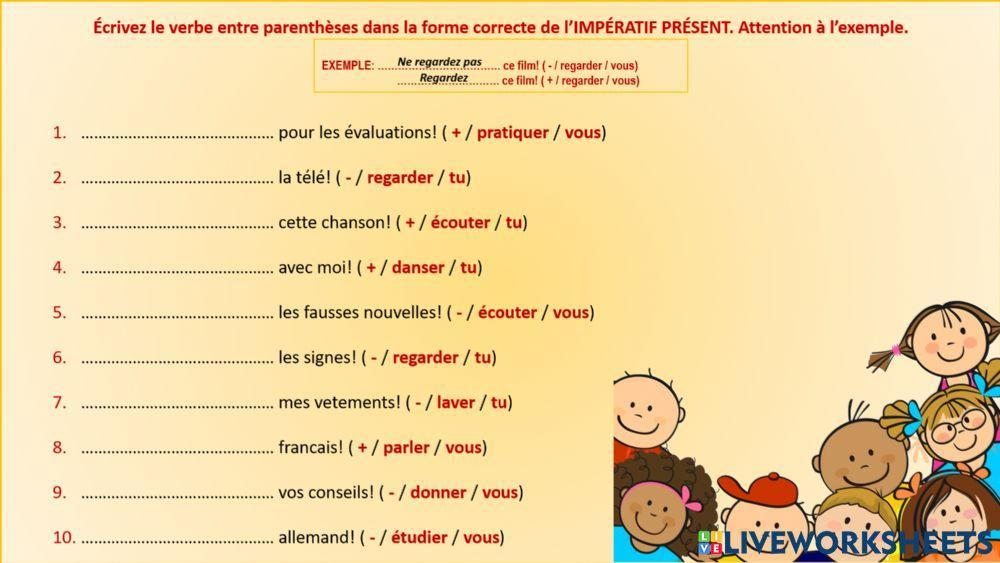 Écrivez le verbe entre parenthèses dans la forme correcte de l'IMPÉRATIF PRÉSENT. Attention à l'exemple.
EXEMPLE: ....Ne regardez pas.... ce film! ( - / regarder / vous)
....Regardez.... ce film! ( + / regarder / vous)
1. ........................................ pour les évaluations! ( + / pratiquer / vous)
2. ........................................ la télé! ( - / regarder / tu)
3. ........................................ cette chanson! ( + / écouter / tu)
4. ........................................ avec moi! ( + / danser / tu)
5. ........................................ les fausses nouvelles! ( - / écouter / vous)
6. ........................................ les signes! ( - / regarder / tu)
7. ........................................ mes vetements! ( - / laver / tu)
8. ........................................ francais! ( + / parler / vous)
9. ........................................ vos conseils! ( - / donner / vous)
10. ........................................ allemand! ( - / étudier / vous)
LIVE LIVEWORKSHEETS